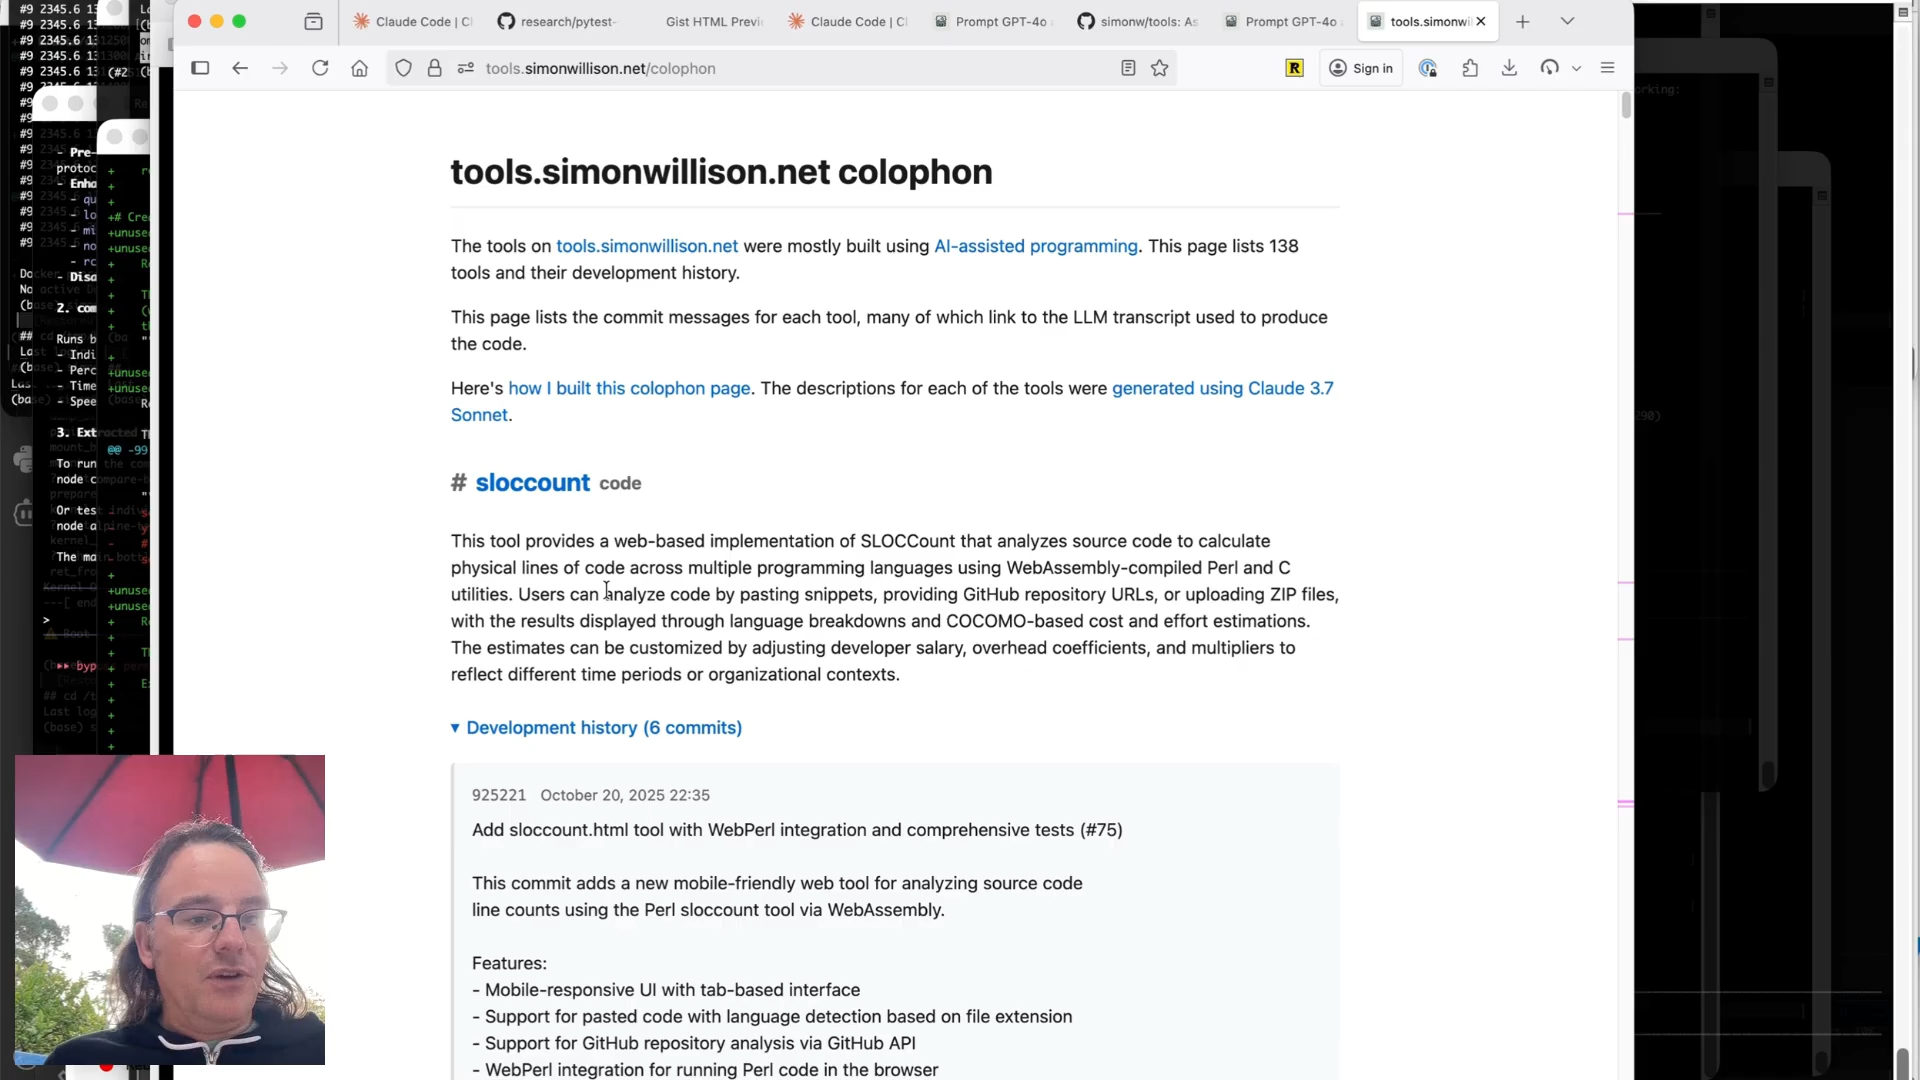 Claude Code | Cl
research/pytest-
Gist HTML Previ
Claude Code | Cl
Prompt GPT-4o
simonw/tools: As
Prompt GPT-4o
tools.simonwil
tools.simonwillison.net/colophon
Sign in
tools.simonwillison.net colophon
The tools on tools.simonwillison.net were mostly built using AI-assisted programming. This page lists 138
tools and their development history.
This page lists the commit messages for each tool, many of which link to the LLM transcript used to produce
the code.
Here's how I built this colophon page. The descriptions for each of the tools were generated using Claude 3.7
Sonnet.
# sloccount code
This tool provides a web-based implementation of SLOCCount that analyzes source code to calculate
physical lines of code across multiple programming languages using WebAssembly-compiled Perl and C
utilities. Users can analyze code by pasting snippets, providing GitHub repository URLs, or uploading ZIP files,
with the results displayed through language breakdowns and COCOMO-based cost and effort estimations.
The estimates can be customized by adjusting developer salary, overhead coefficients, and multipliers to
reflect different time periods or organizational contexts.
▼ Development history (6 commits)
925221 October 20, 2025 22:35
Add sloccount.html tool with WebPerl integration and comprehensive tests (#75)
This commit adds a new mobile-friendly web tool for analyzing source code
line counts using the Perl sloccount tool via WebAssembly.
Features:
- Mobile-responsive UI with tab-based interface
- Support for pasted code with language detection based on file extension
- Support for GitHub repository analysis via GitHub API
- WebPerl integration for running Perl code in the browser